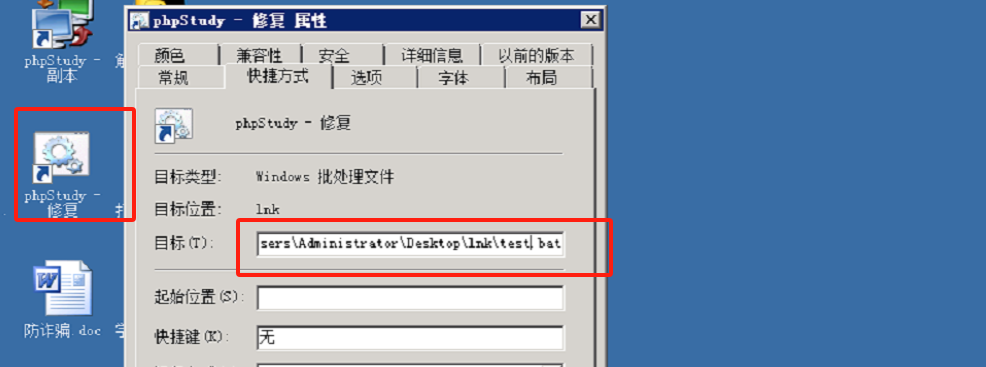 phpStudy -
副本
phpStudy -
修复
防诈骗.doc
phpStudy - 修复 属性
颜色 兼容性 安全 详细信息 以前的版本
常规 快捷方式 选项 字体 布局
phpStudy - 修复
目标类型: Windows 批处理文件
目标位置: lnk
目标(T): sers\Administrator\Desktop\lnk\test.bat
起始位置(S):
快捷键(K): 无